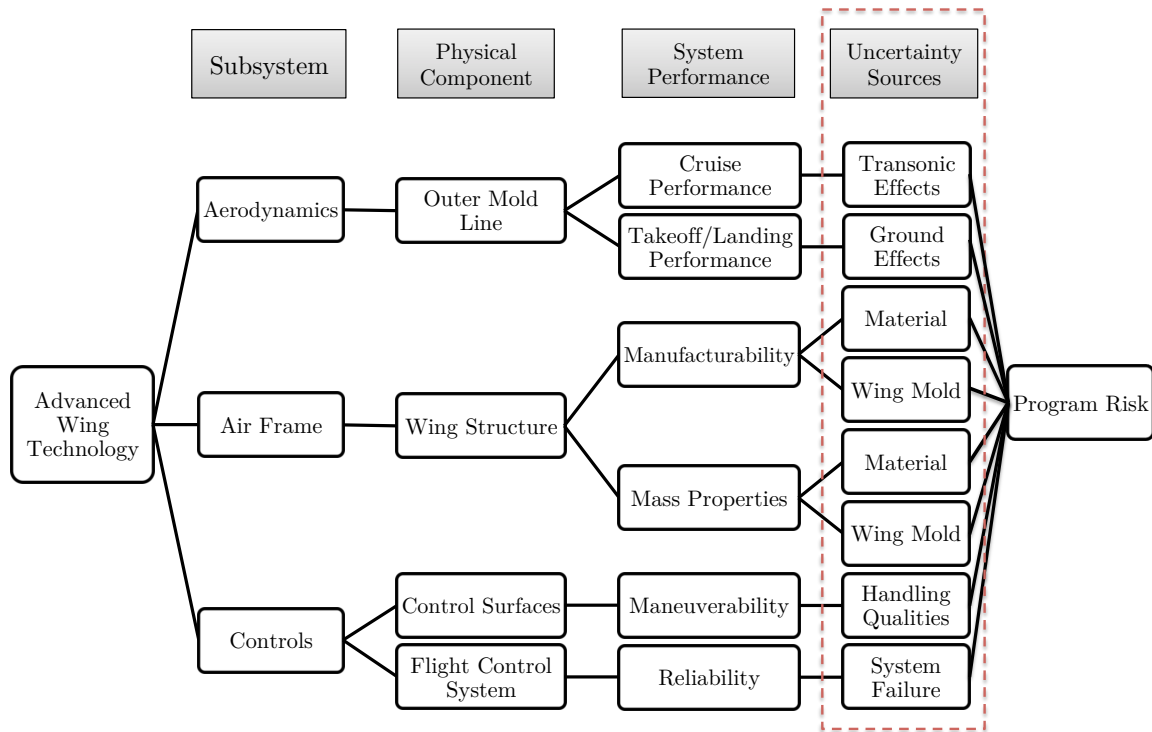 Subsystem
Physical
Component
System
Performance
Uncertainty
Sources
Advanced
Wing
Technology
Aerodynamics
Outer Mold
Line
Cruise
Performance
Transonic
Effects
Takeoff/Landing
Performance
Ground
Effects
Air Frame
Wing Structure
Manufacturability
Material
Wing Mold
Mass Properties
Material
Wing Mold
Controls
Control Surfaces
Maneuverability
Handling
Qualities
Flight Control
System
Reliability
System
Failure
Program Risk